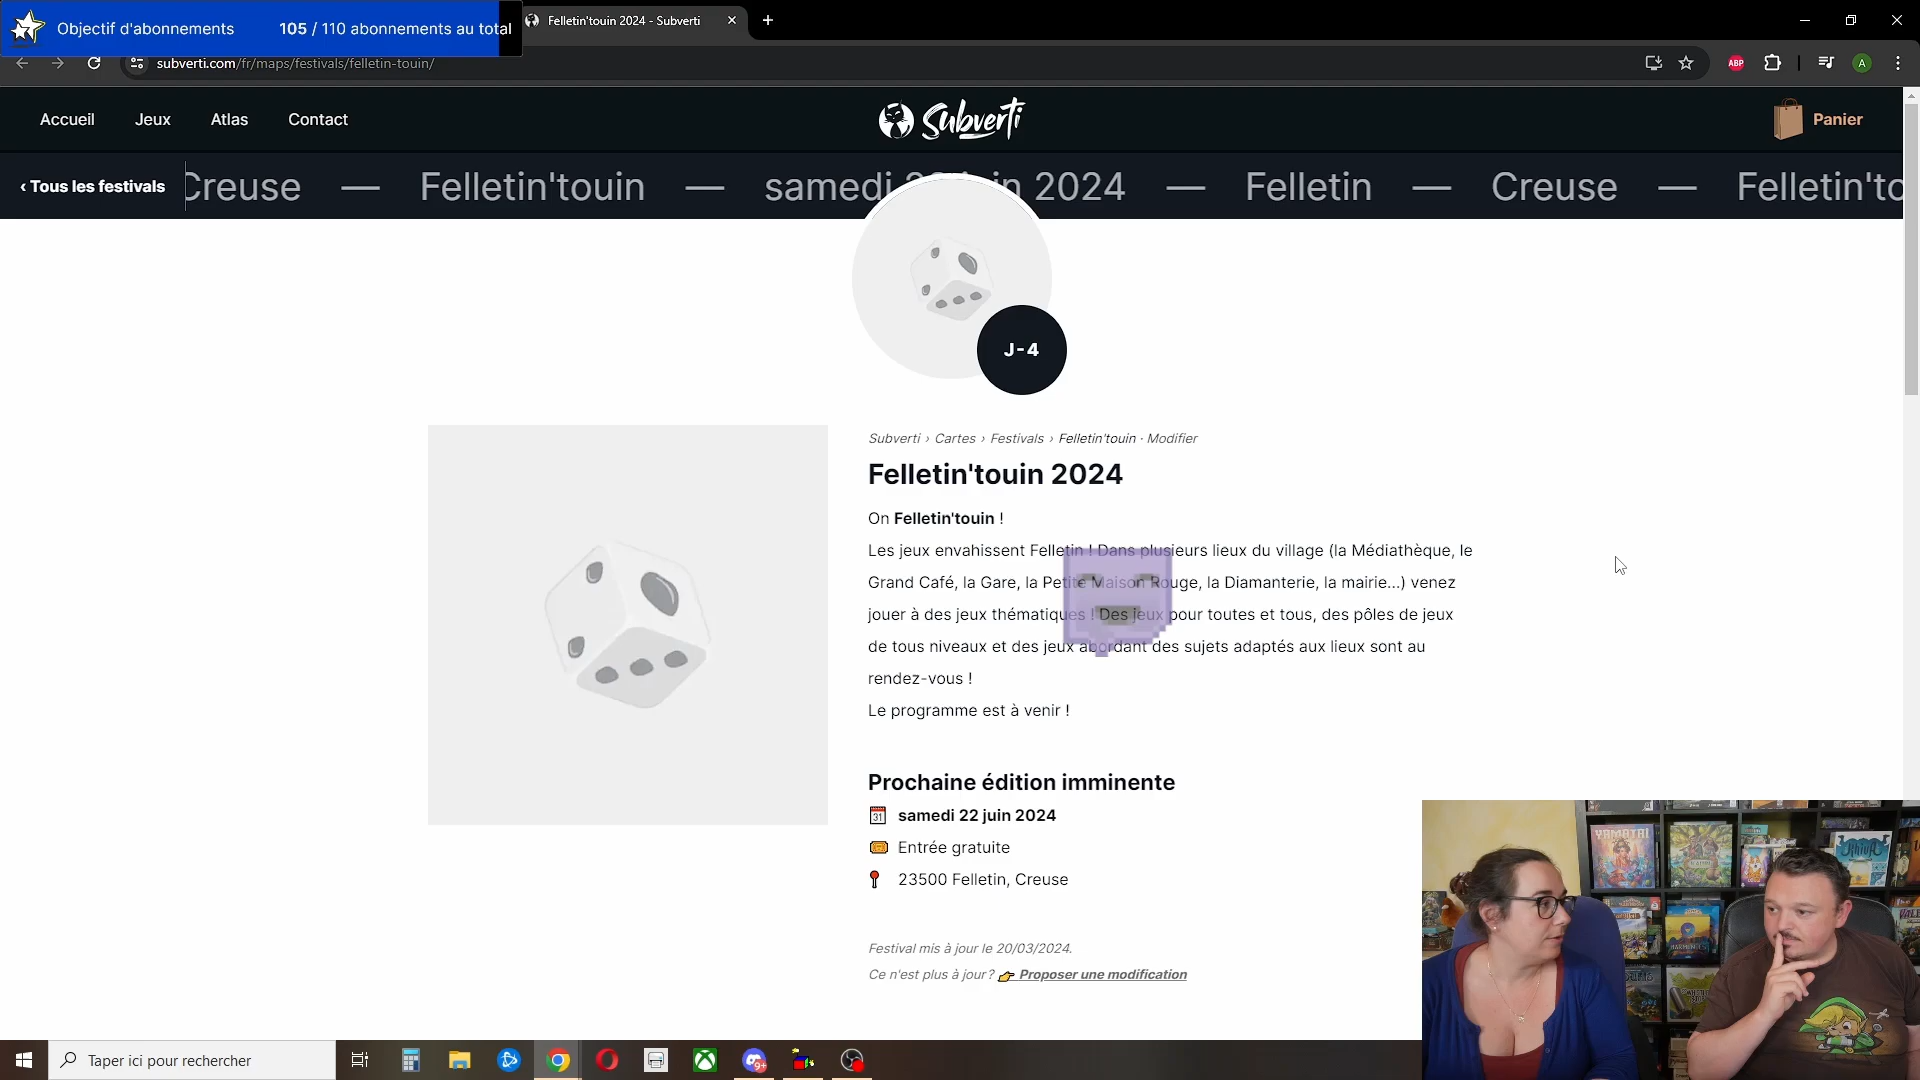 Objectif d'abonnements 105 / 110 abonnements au total
Felletin'touin 2024 - Subverti
subverti.com/fr/maps/festivals/felletin-touin/
ABP
A
Accueil Jeux Atlas Contact
Subverti
Panier
‹ Tous les festivals
Creuse — Felletin'touin — samedi 22 juin 2024 — Felletin — Creuse — Felletin'to
J-4
Subverti › Cartes › Festivals › Felletin'touin · Modifier
Felletin'touin 2024
On Felletin'touin !
Les jeux envahissent Felletin ! Dans plusieurs lieux du village (la Médiathèque, le
Grand Café, la Gare, la Petite Maison Rouge, la Diamanterie, la mairie...) venez
jouer à des jeux thématiques ! Des jeux pour toutes et tous, des pôles de jeux
de tous niveaux et des jeux abordant des sujets adaptés aux lieux sont au
rendez-vous !
Le programme est à venir !
Prochaine édition imminente
31
samedi 22 juin 2024
Entrée gratuite
23500 Felletin, Creuse
Festival mis à jour le 20/03/2024.
Ce n'est plus à jour ? 👉 Proposer une modification
YAMATAI
HARMONIES
Taper ici pour rechercher
9+